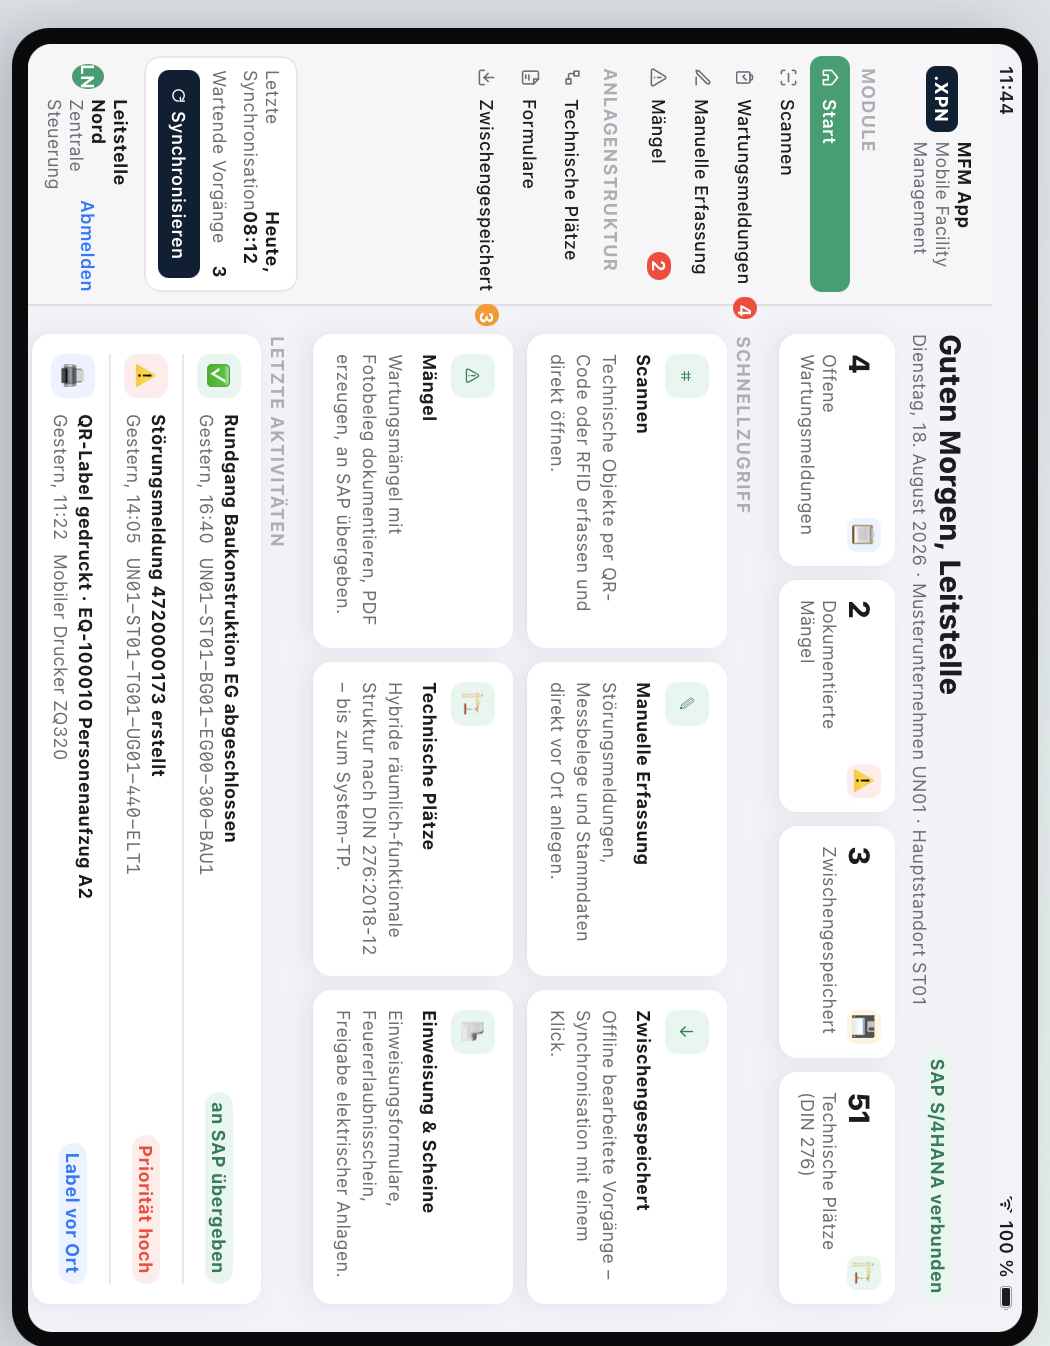 11:44
100 %
.XPN
MFM App
Mobile Facility
Management
MODULE
Start
Scannen
Wartungsmeldungen
4
Manuelle Erfassung
Mängel
2
ANLAGENSTRUKTUR
Technische Plätze
Formulare
Zwischengespeichert
3
Letzte
Synchronisation
Heute,
08:12
Wartende Vorgänge
3
Synchronisieren
LN
Leitstelle
Nord
Zentrale
Steuerung
Abmelden
Guten Morgen, Leitstelle
Dienstag, 18. August 2026 · Musterunternehmen UN01 · Hauptstandort ST01
SAP S/4HANA verbunden
4
Offene
Wartungsmeldungen
2
Dokumentierte
Mängel
3
Zwischengespeichert
51
Technische Plätze
(DIN 276)
SCHNELLZUGRIFF
Scannen
Technische Objekte per QR-
Code oder RFID erfassen und
direkt öffnen.
Manuelle Erfassung
Störungsmeldungen,
Messbelege und Stammdaten
direkt vor Ort anlegen.
Zwischengespeichert
Offline bearbeitete Vorgänge –
Synchronisation mit einem
Klick.
Mängel
Wartungsmängel mit
Fotobeleg dokumentieren, PDF
erzeugen, an SAP übergeben.
Technische Plätze
Hybride räumlich-funktionale
Struktur nach DIN 276:2018-12
– bis zum System-TP.
Einweisung & Scheine
Einweisungsformulare,
Feuererlaubnisschein,
Freigabe elektrischer Anlagen.
LETZTE AKTIVITÄTEN
Rundgang Baukonstruktion EG abgeschlossen
Gestern, 16:40 UN01-ST01-BG01-EG00-300-BAU1
an SAP übergeben
Störungsmeldung 4720000173 erstellt
Gestern, 14:05 UN01-ST01-TG01-UG01-440-ELT1
Priorität hoch
QR-Label gedruckt · EQ-100010 Personenaufzug A2
Gestern, 11:22 Mobiler Drucker ZQ320
Label vor Ort